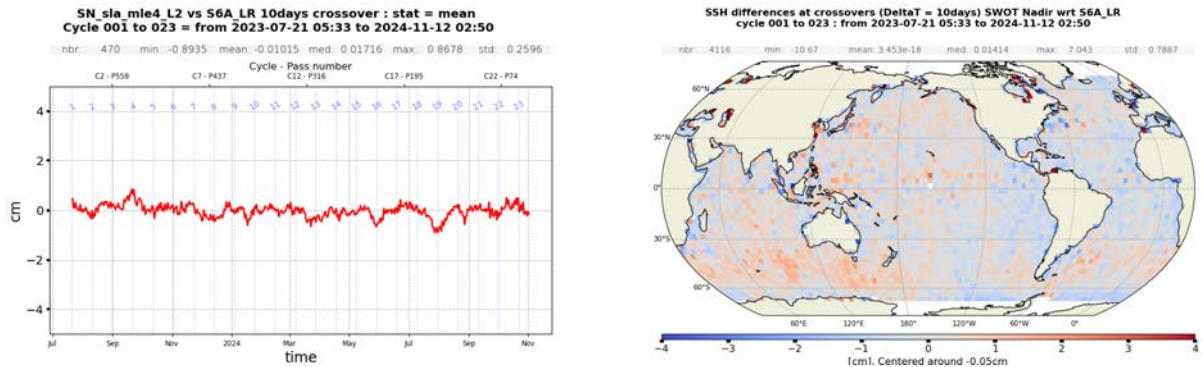 SN_sla_mle4_L2 vs S6A_LR 10days crossover : stat = mean
Cycle 001 to 023 = from 2023-07-21 05:33 to 2024-11-12 02:50
nbr: 470 min: -0.8935 mean: -0.01015 med: 0.01716 max: 0.8678 std: 0.2596
Cycle - Pass number
C2 - P558 C7 - P437 C12 - P316 C17 - P195 C22 - P74
1 2 3 4 5 6 7 8 9 10 11 12 13 14 15 16 17 18 19 20 21 22 23
4
2
0
−2
−4
cm
Jul Sep Nov 2024 Mar May Jul Sep Nov
time
SSH differences at crossovers (DeltaT = 10days) SWOT Nadir wrt S6A_LR
cycle 001 to 023 : from 2023-07-21 05:33 to 2024-11-12 02:50
nbr: 4116 min: -10.67 mean: 3.453e-18 med: 0.01414 max: 7.043 std: 0.7887
60°N
30°N
0°
30°S
60°S
60°E 120°E 180° 120°W 60°W 0°
−4 −3 −2 −1 0 1 2 3 4
[cm]. Centered around -0.05cm